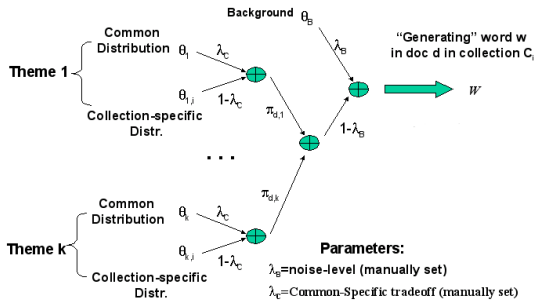 Background θB
"Generating" word w
in doc d in collection Ci
Common
Distribution
θ1
λC
λB
Theme 1
W
θ1,i
1-λC
Collection-specific
Distr.
πd,1
1-λB
...
πd,k
Common
Distribution
θk
λC
Theme k
θk,i
1-λC
Collection-specific
Distr.
Parameters:
λB=noise-level (manually set)
λC=Common-Specific tradeoff (manually set)